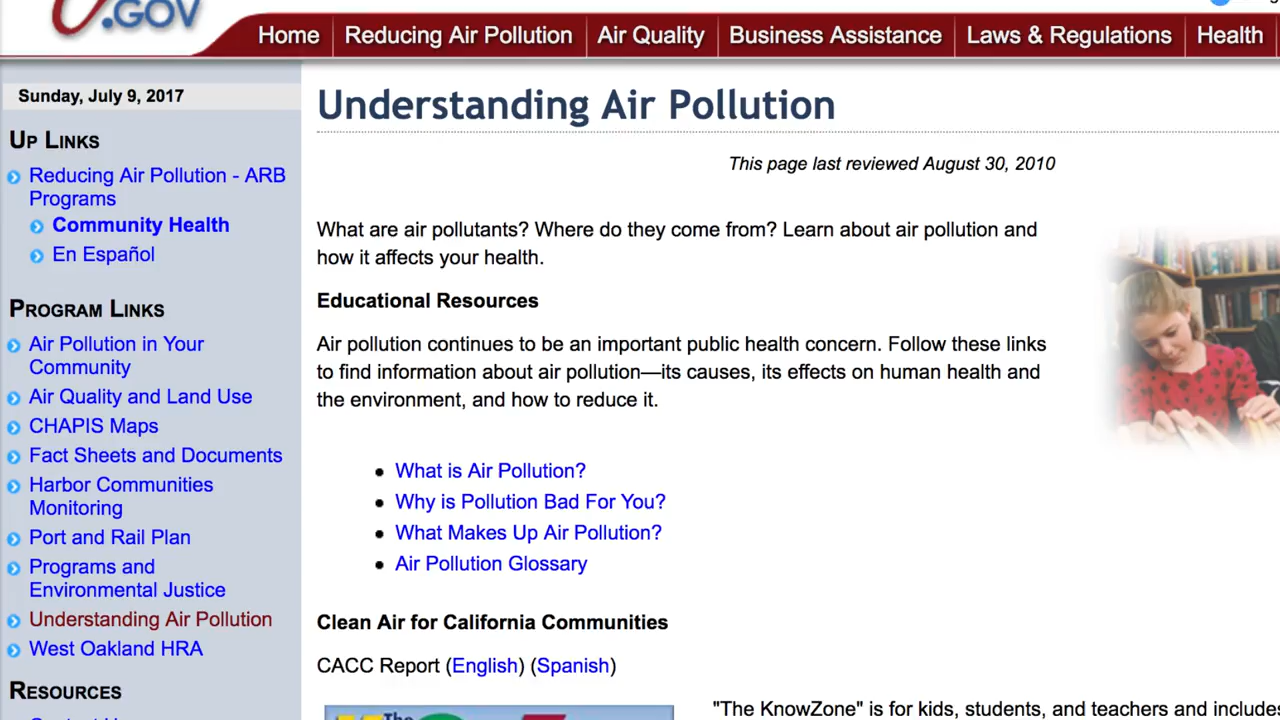 .GOV
Home Reducing Air Pollution Air Quality Business Assistance Laws & Regulations Health
Sunday, July 9, 2017
UP LINKS
Reducing Air Pollution - ARB
Programs
Community Health
En Español
PROGRAM LINKS
Air Pollution in Your
Community
Air Quality and Land Use
CHAPIS Maps
Fact Sheets and Documents
Harbor Communities
Monitoring
Port and Rail Plan
Programs and
Environmental Justice
Understanding Air Pollution
West Oakland HRA
RESOURCES
Understanding Air Pollution
This page last reviewed August 30, 2010
What are air pollutants? Where do they come from? Learn about air pollution and
how it affects your health.
Educational Resources
Air pollution continues to be an important public health concern. Follow these links
to find information about air pollution—its causes, its effects on human health and
the environment, and how to reduce it.
What is Air Pollution?
Why is Pollution Bad For You?
What Makes Up Air Pollution?
Air Pollution Glossary
Clean Air for California Communities
CACC Report (English) (Spanish)
The
"The KnowZone" is for kids, students, and teachers and includes